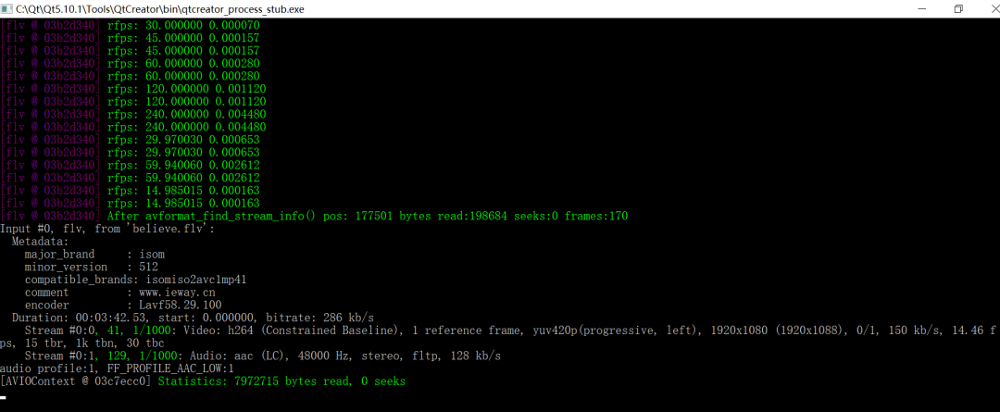 C:\Qt\Qt5.10.1\Tools\QtCreator\bin\qtcreator_process_stub.exe
[flv @ 03b2d340] rfps: 30.000000 0.000070
[flv @ 03b2d340] rfps: 45.000000 0.000157
[flv @ 03b2d340] rfps: 45.000000 0.000157
[flv @ 03b2d340] rfps: 60.000000 0.000280
[flv @ 03b2d340] rfps: 60.000000 0.000280
[flv @ 03b2d340] rfps: 120.000000 0.001120
[flv @ 03b2d340] rfps: 120.000000 0.001120
[flv @ 03b2d340] rfps: 240.000000 0.004480
[flv @ 03b2d340] rfps: 240.000000 0.004480
[flv @ 03b2d340] rfps: 29.970030 0.000653
[flv @ 03b2d340] rfps: 29.970030 0.000653
[flv @ 03b2d340] rfps: 59.940060 0.002612
[flv @ 03b2d340] rfps: 59.940060 0.002612
[flv @ 03b2d340] rfps: 14.985015 0.000163
[flv @ 03b2d340] rfps: 14.985015 0.000163
[flv @ 03b2d340] After avformat_find_stream_info() pos: 177501 bytes read:198684 seeks:0 frames:170
Input #0, flv, from 'believe.flv':
  Metadata:
    major_brand     : isom
    minor_version   : 512
    compatible_brands: isomiso2avc1mp41
    comment         : www.ieway.cn
    encoder         : Lavf58.29.100
  Duration: 00:03:42.53, start: 0.000000, bitrate: 286 kb/s
    Stream #0:0, 41, 1/1000: Video: h264 (Constrained Baseline), 1 reference frame, yuv420p(progressive, left), 1920x1080 (1920x1088), 0/1, 150 kb/s, 14.46 f
ps, 15 tbr, 1k tbn, 30 tbc
    Stream #0:1, 129, 1/1000: Audio: aac (LC), 48000 Hz, stereo, fltp, 128 kb/s
audio profile:1, FF_PROFILE_AAC_LOW:1
[AVIOContext @ 03c7ecc0] Statistics: 7972715 bytes read, 0 seeks